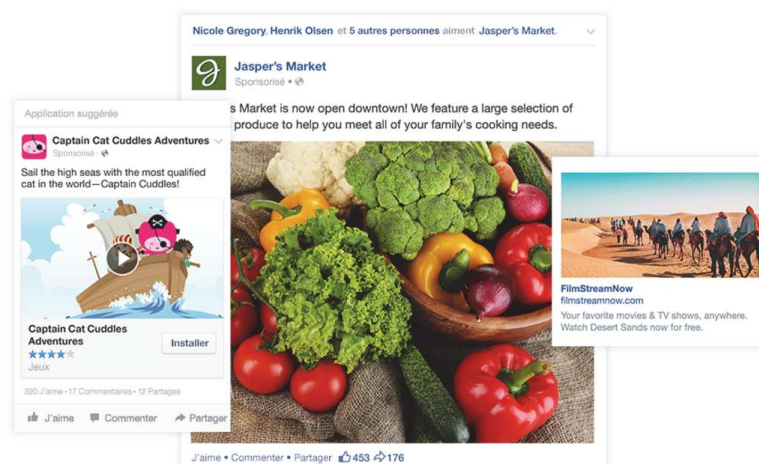 Nicole Gregory, Henrik Olsen et 5 autres personnes aiment Jasper's Market.
Jasper's Market
Sponsorisé
s Market is now open downtown! We feature a large selection of
produce to help you meet all of your family's cooking needs.
J'aime • Commenter • Partager 453 176
Application suggérée
Captain Cat Cuddles Adventures
Sponsorisé
Sail the high seas with the most qualified
cat in the world—Captain Cuddles!
Captain Cat Cuddles
Adventures
Installer
Jeux
320 J'aime • 17 Commentaires • 12 Partages
J'aime Commenter Partager
FilmStreamNow
filmstreamnow.com
Your favorite movies & TV shows, anywhere.
Watch Desert Sands now for free.